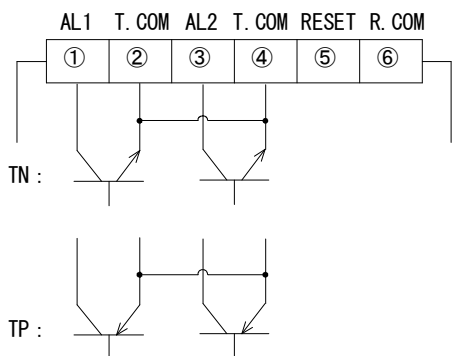 AL1 T.COM AL2 T.COM RESET R.COM
① ② ③ ④ ⑤ ⑥
TN :
TP :